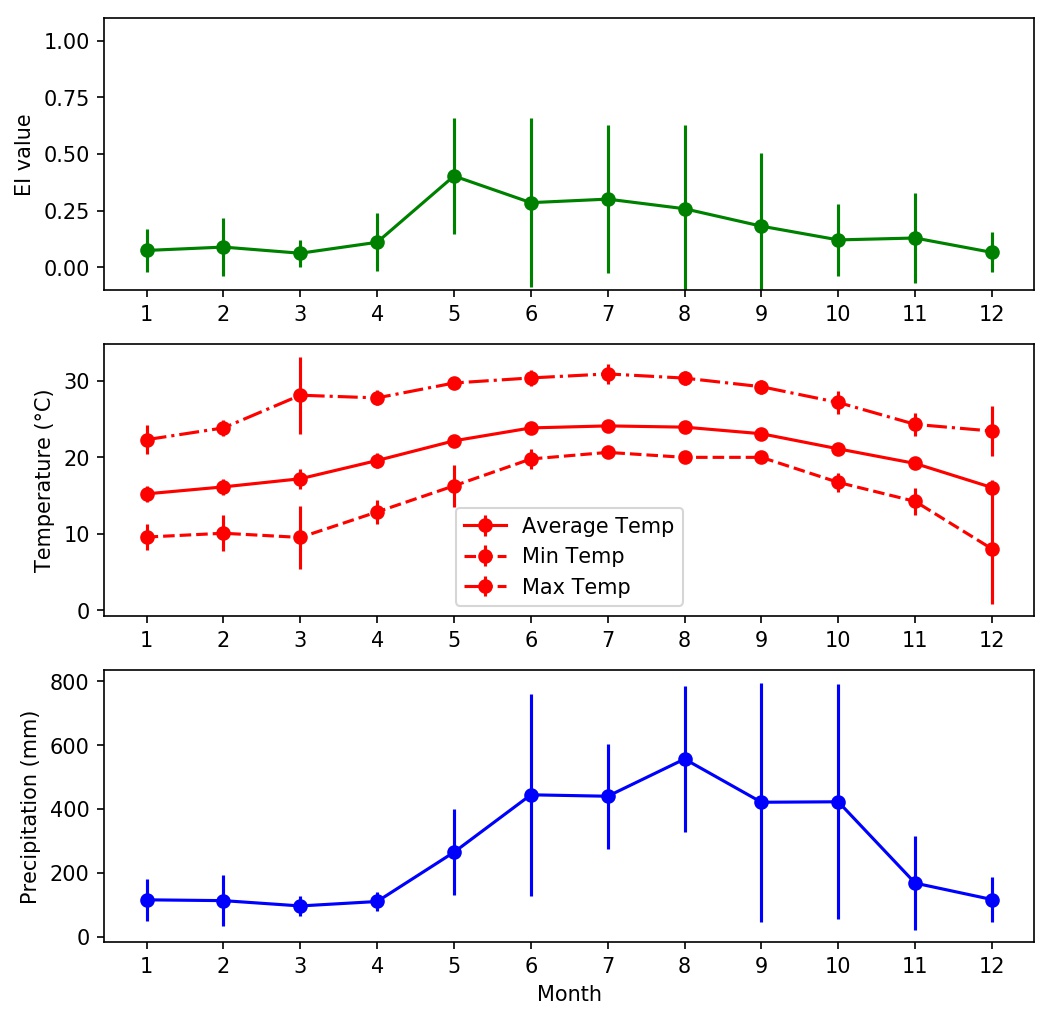 EI value
1.00
0.75
0.50
0.25
0.00
1 2 3 4 5 6 7 8 9 10 11 12
Temperature (°C)
30
20
10
0
Average Temp
Min Temp
Max Temp
1 2 3 4 5 6 7 8 9 10 11 12
Precipitation (mm)
800
600
400
200
0
1 2 3 4 5 6 7 8 9 10 11 12
Month